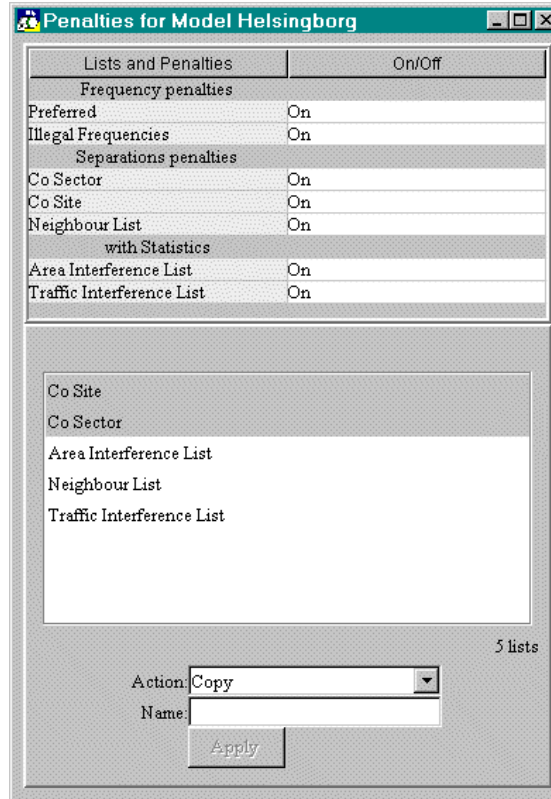 Penalties for Model Helsingborg
Lists and Penalties On/Off
Frequency penalties
Preferred On
Illegal Frequencies On
Separations penalties
Co Sector On
Co Site On
Neighbour List On
with Statistics
Area Interference List On
Traffic Interference List On
Co Site
Co Sector
Area Interference List
Neighbour List
Traffic Interference List
5 lists
Action: Copy
Name:
Apply